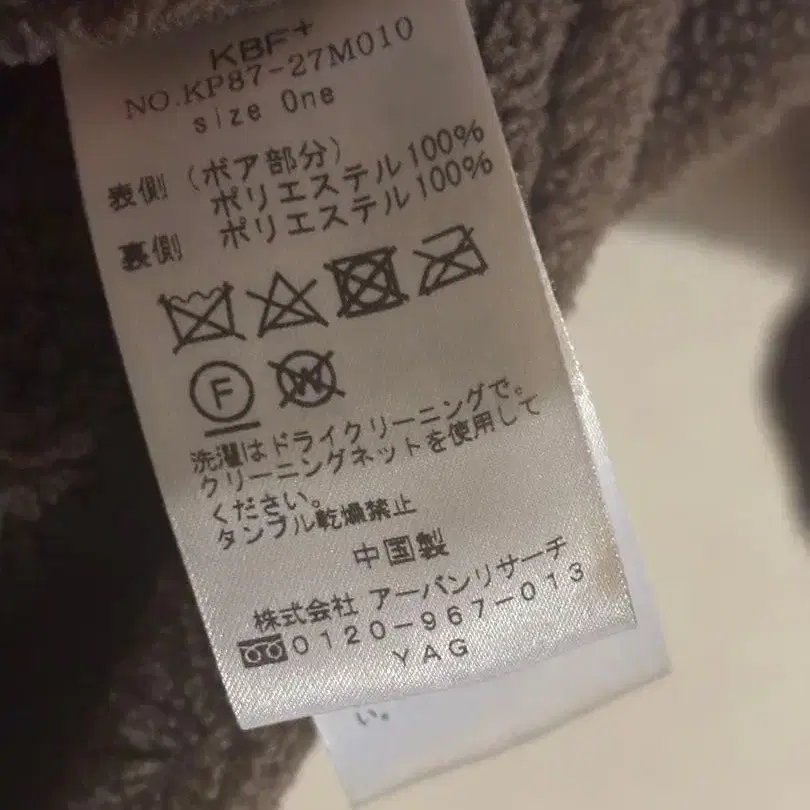 KBF+
NO.KP87-27M010
size One
表側 (ボア部分)
ポリエステル100%
裏側 ポリエステル100%
F W
洗濯はドライクリーニングで。
クリーニングネットを使用して
ください。
タンブル乾燥禁止
中国製
株式会社 アーバンリサーチ
0120-967-013
YAG
い。